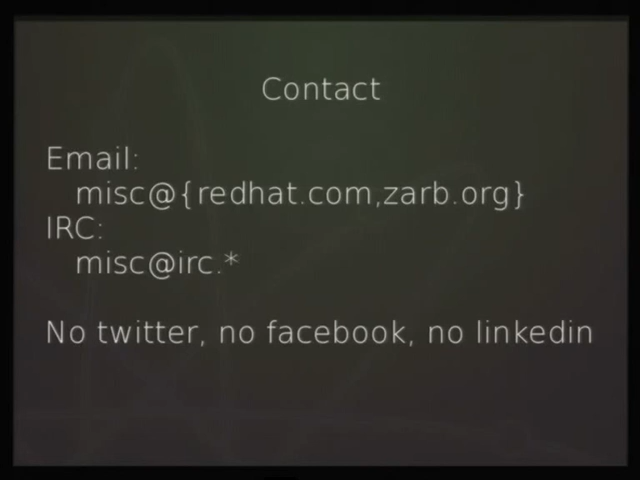 Contact
Email:
misc@{redhat.com,zarb.org}
IRC:
misc@irc.*
No twitter, no facebook, no linkedin